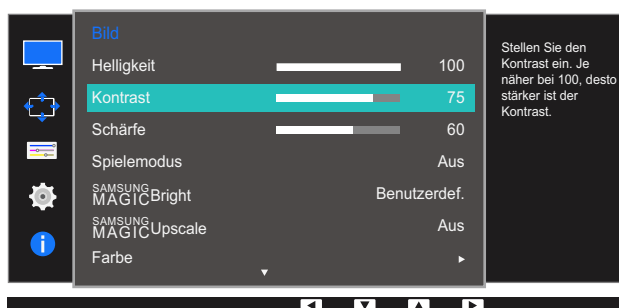 Bild
Helligkeit 100
Kontrast 75
Schärfe 60
Spielemodus Aus
SAMSUNG
MAGICBright Benutzerdef.
SAMSUNG
MAGICUpscale Aus
Farbe
Stellen Sie den
Kontrast ein. Je
näher bei 100, desto
stärker ist der
Kontrast.